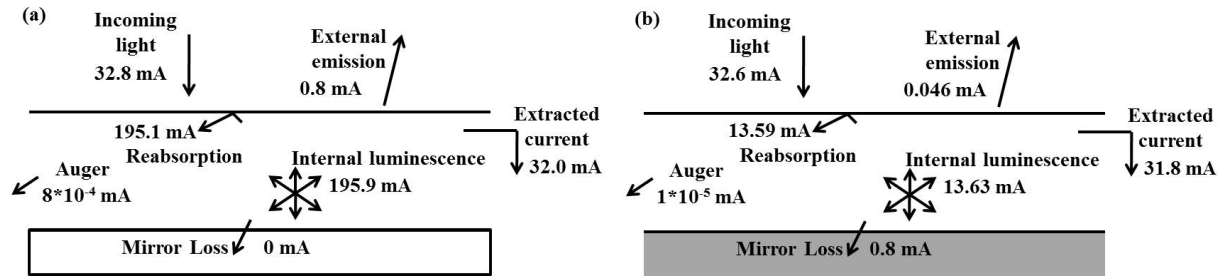 (a)
Incoming
light
32.8 mA
External
emission
0.8 mA
195.1 mA
Reabsorption
Extracted
current
32.0 mA
Auger
8*10⁻⁴ mA
Internal luminescence
195.9 mA
Mirror Loss 0 mA
(b)
Incoming
light
32.6 mA
External
emission
0.046 mA
13.59 mA
Reabsorption
Extracted
current
31.8 mA
Auger
1*10⁻⁵ mA
Internal luminescence
13.63 mA
Mirror Loss 0.8 mA